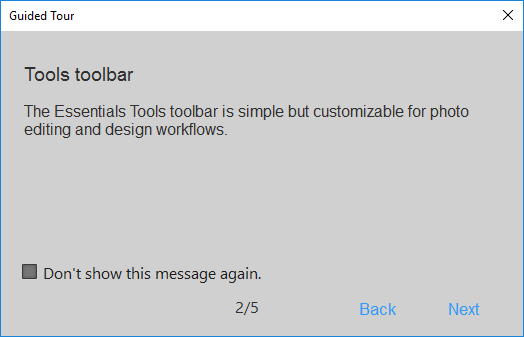 Guided Tour
Tools toolbar
The Essentials Tools toolbar is simple but customizable for photo
editing and design workflows.
Don't show this message again.
2/5
Back
Next